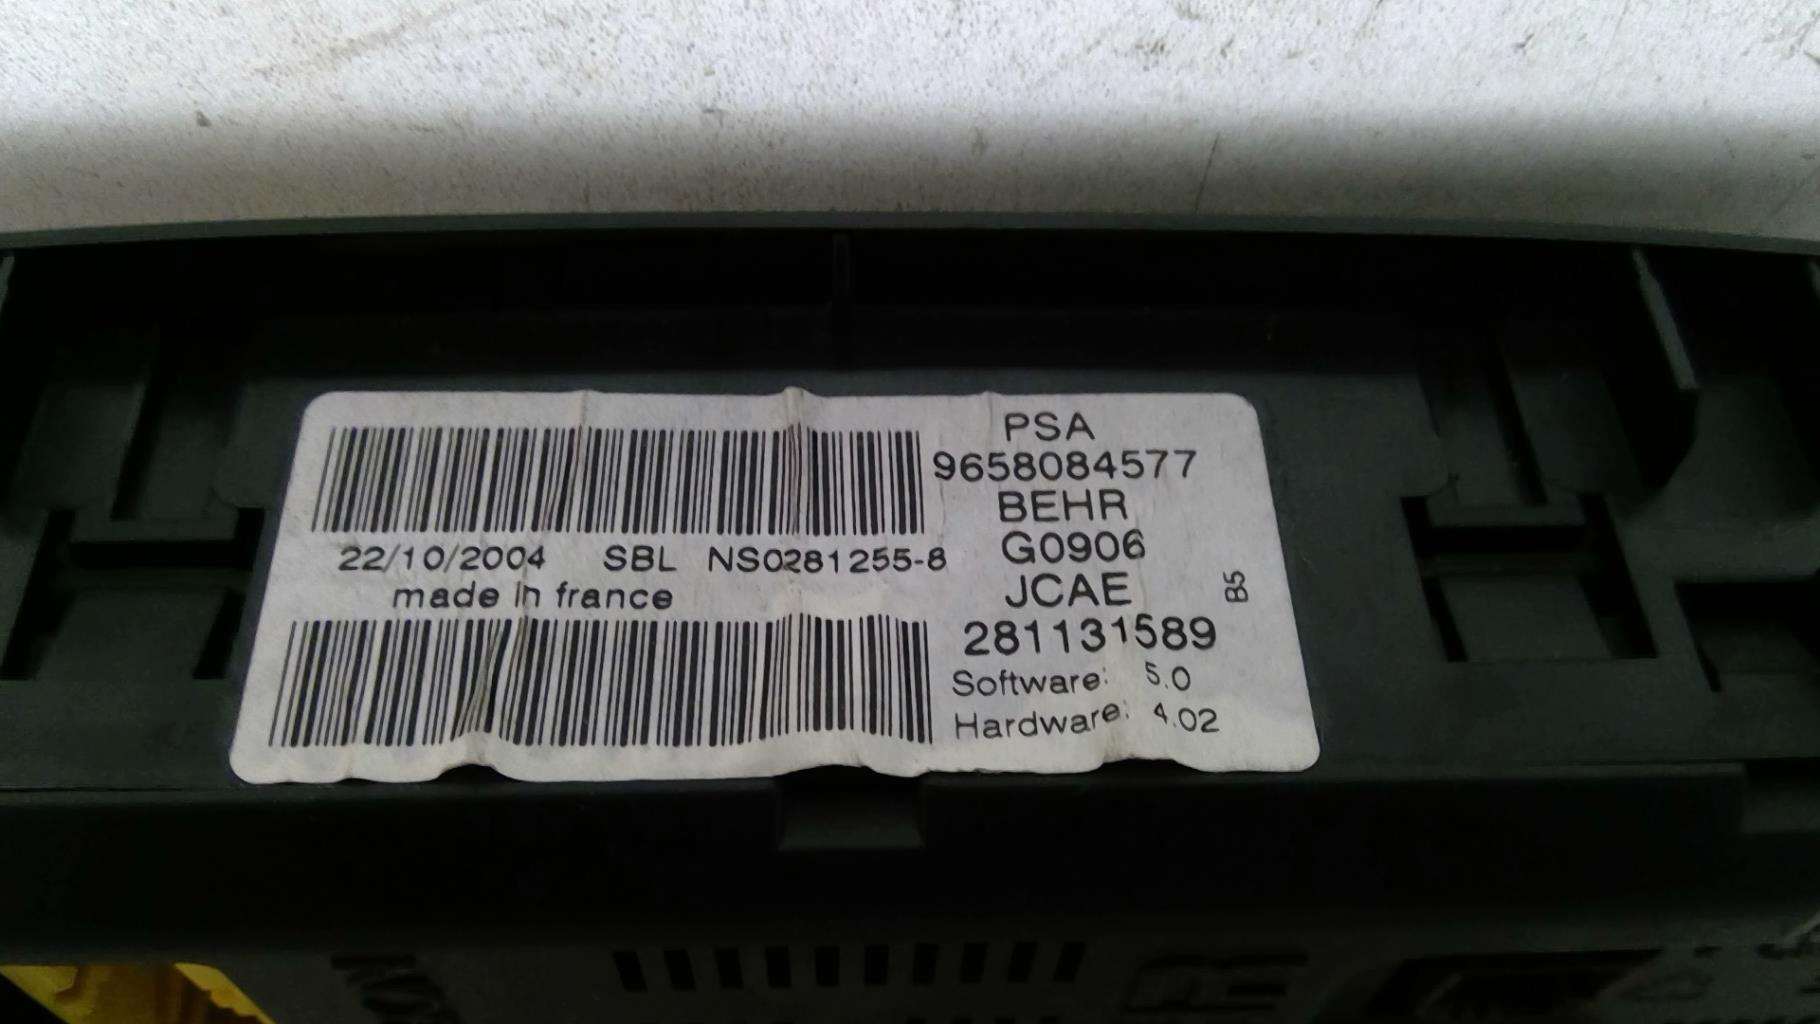 PSA
9658084577
BEHR
22/10/2004 SBL NS0281255-8
G0906
made in france
JCAE
B5
281131589
Software: 5.0
Hardware: 4.02